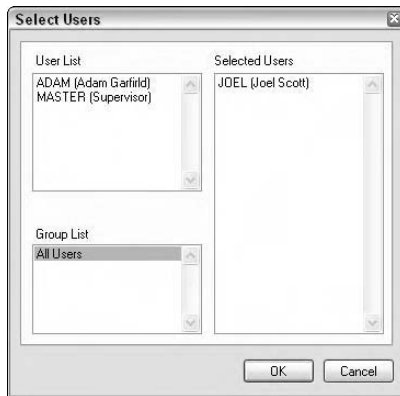 Select Users
User List
ADAM (Adam Garfirld)
MASTER (Supervisor)
Selected Users
JOEL (Joel Scott)
Group List
All Users
OK
Cancel